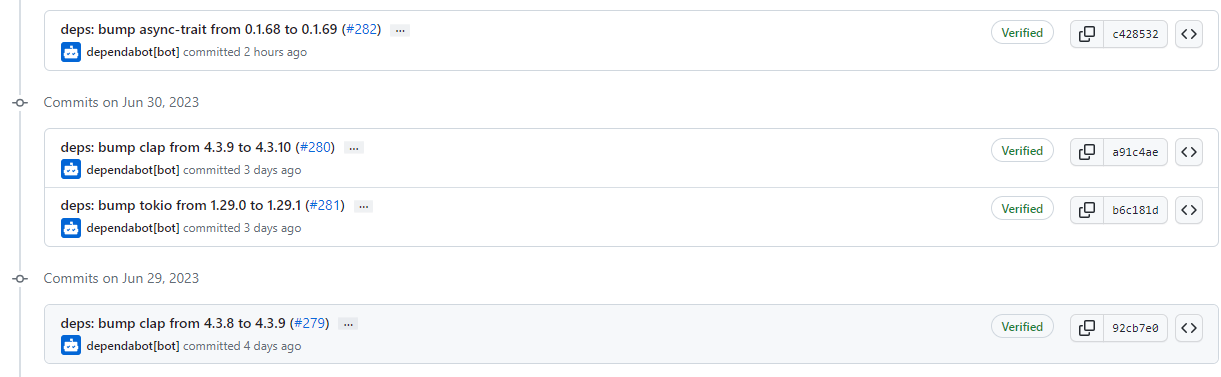 deps: bump async-trait from 0.1.68 to 0.1.69 (#282) ...
Verified
c428532
dependabot[bot] committed 2 hours ago
Commits on Jun 30, 2023
deps: bump clap from 4.3.9 to 4.3.10 (#280) ...
Verified
a91c4ae
dependabot[bot] committed 3 days ago
deps: bump tokio from 1.29.0 to 1.29.1 (#281) ...
Verified
b6c181d
dependabot[bot] committed 3 days ago
Commits on Jun 29, 2023
deps: bump clap from 4.3.8 to 4.3.9 (#279) ...
Verified
92cb7e0
dependabot[bot] committed 4 days ago